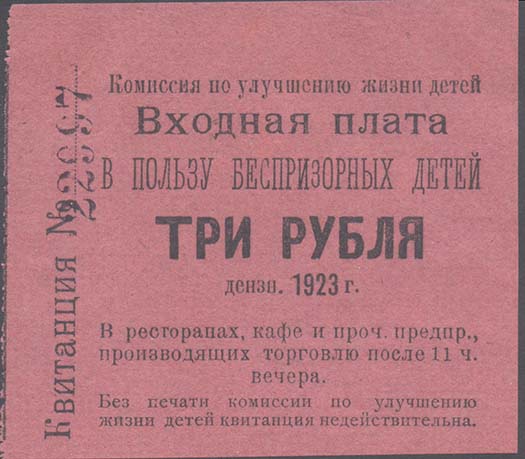 Комиссия по улучшению жизни детей
Входная плата
В ПОЛЬЗУ БЕСПРИЗОРНЫХ ДЕТЕЙ
ТРИ РУБЛЯ
дензн. 1923 г.
В ресторанах, кафе и проч. предпр.,
производящих торговлю после 11 ч.
вечера.
Без печати комиссии по улучшению
жизни детей квитанция недействительна.
Квитанция № 22997